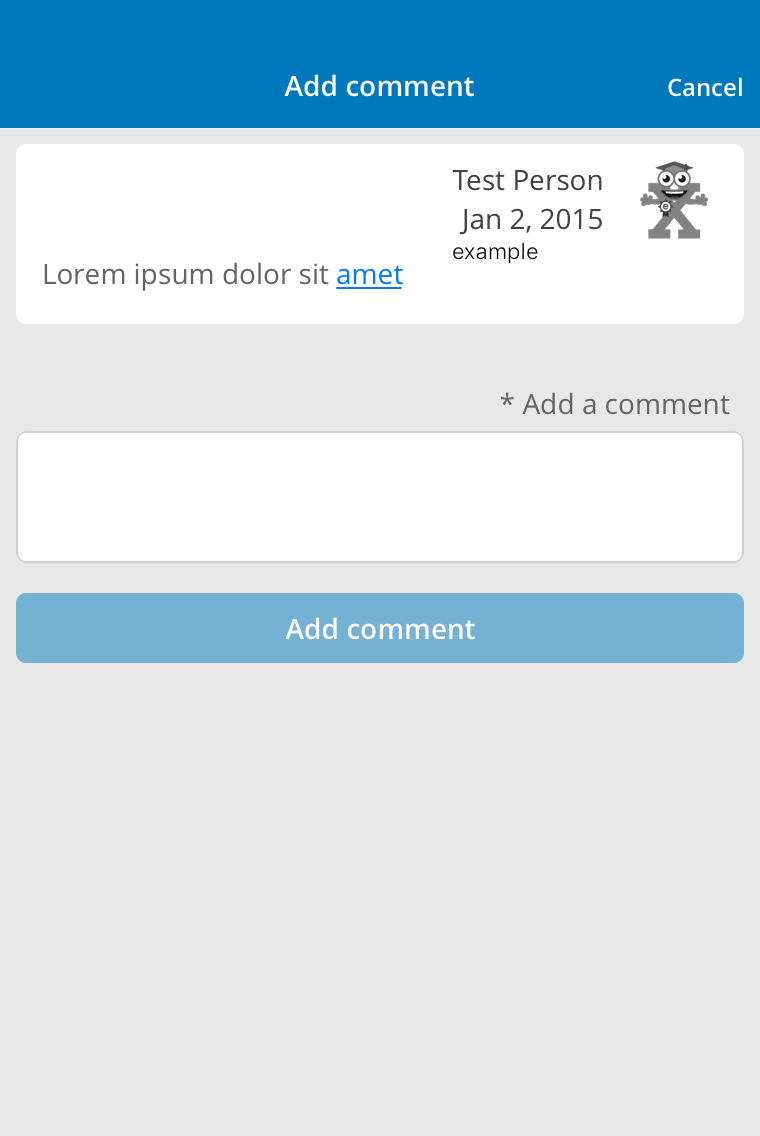 Add comment
Cancel
Test Person
Jan 2, 2015
example
Lorem ipsum dolor sit amet
* Add a comment
Add comment